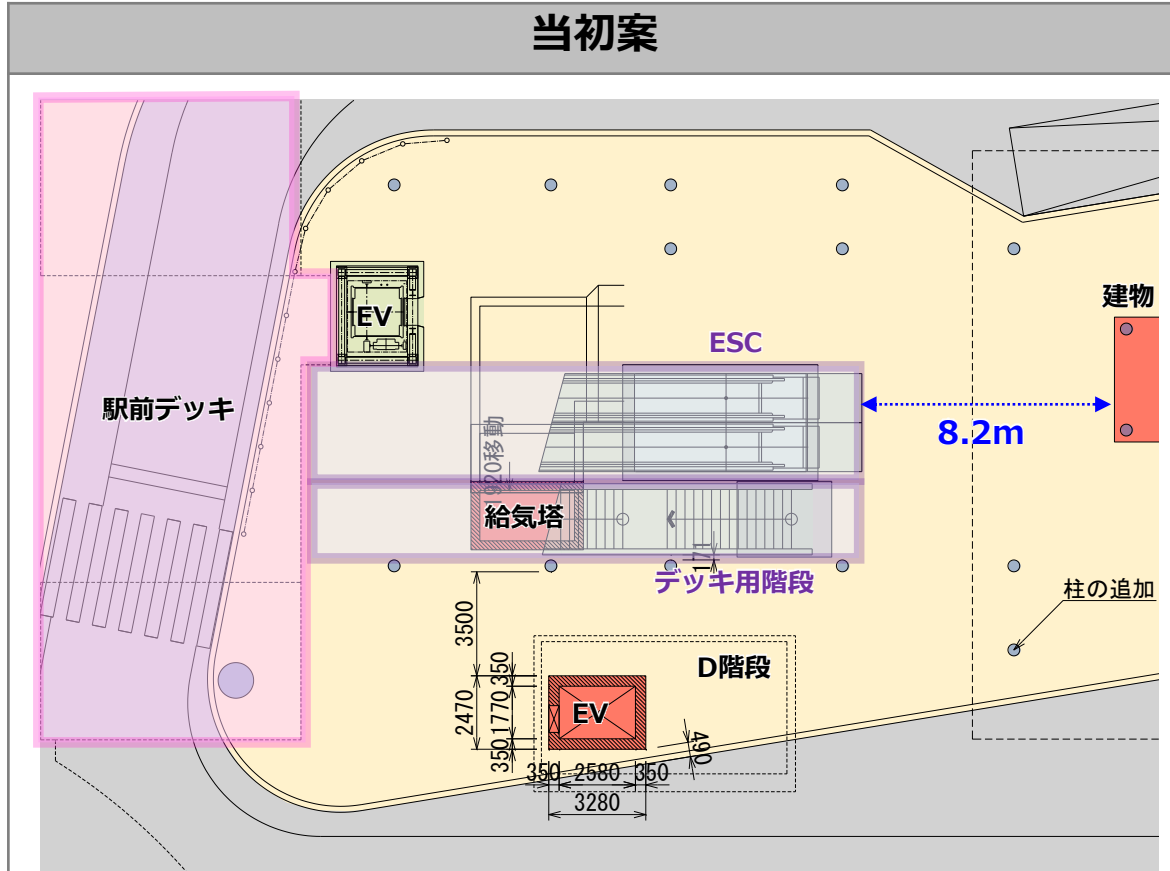 当初案
EV
建物
ESC
駅前デッキ
8.2m
1920移動
給気塔
171
デッキ用階段
柱の追加
3500
D階段
350
2470
1770
EV
490
350
350
2580
350
3280